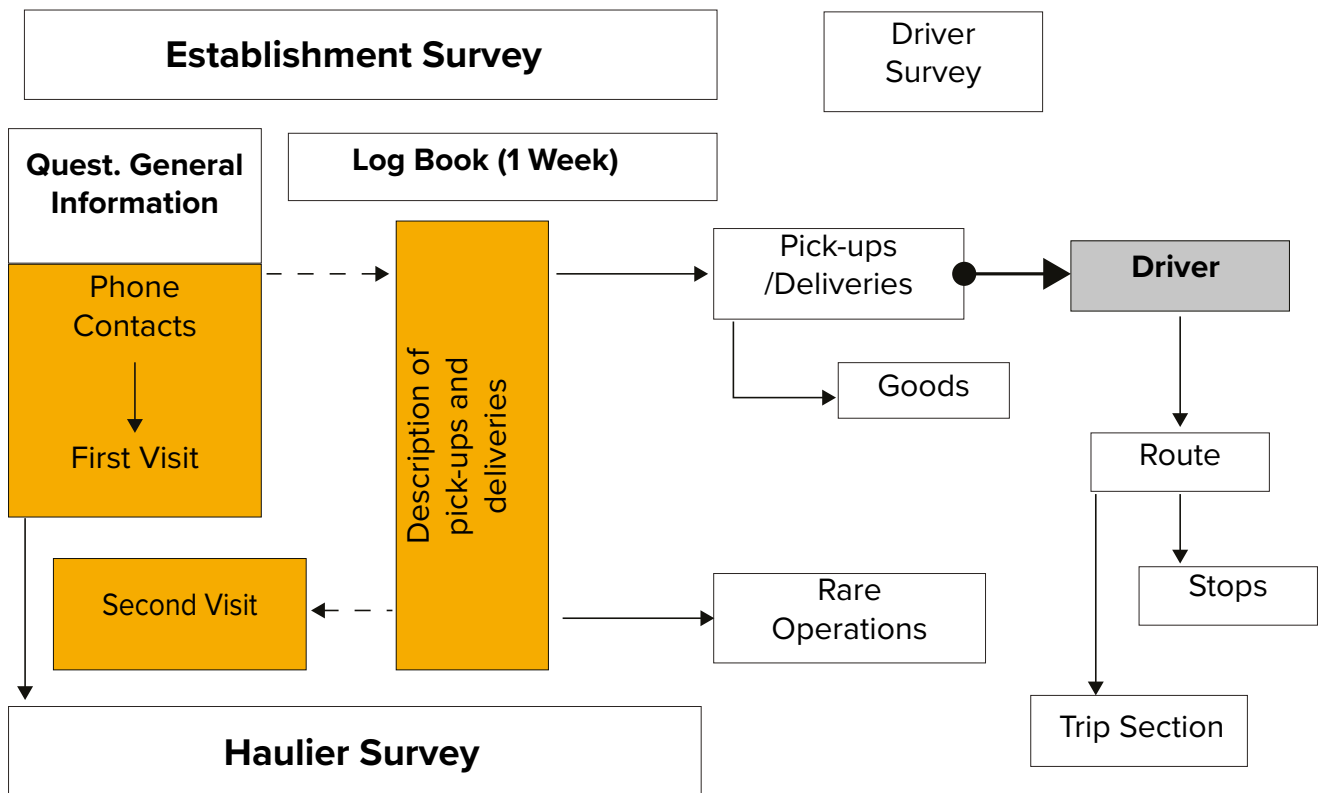 Establishment Survey
Driver
Survey
Quest. General
Information
Log Book (1 Week)
Phone
Contacts
First Visit
Description of
pick-ups and
deliveries
Pick-ups
/Deliveries
Driver
Goods
Route
Second Visit
Rare
Operations
Stops
Trip Section
Haulier Survey